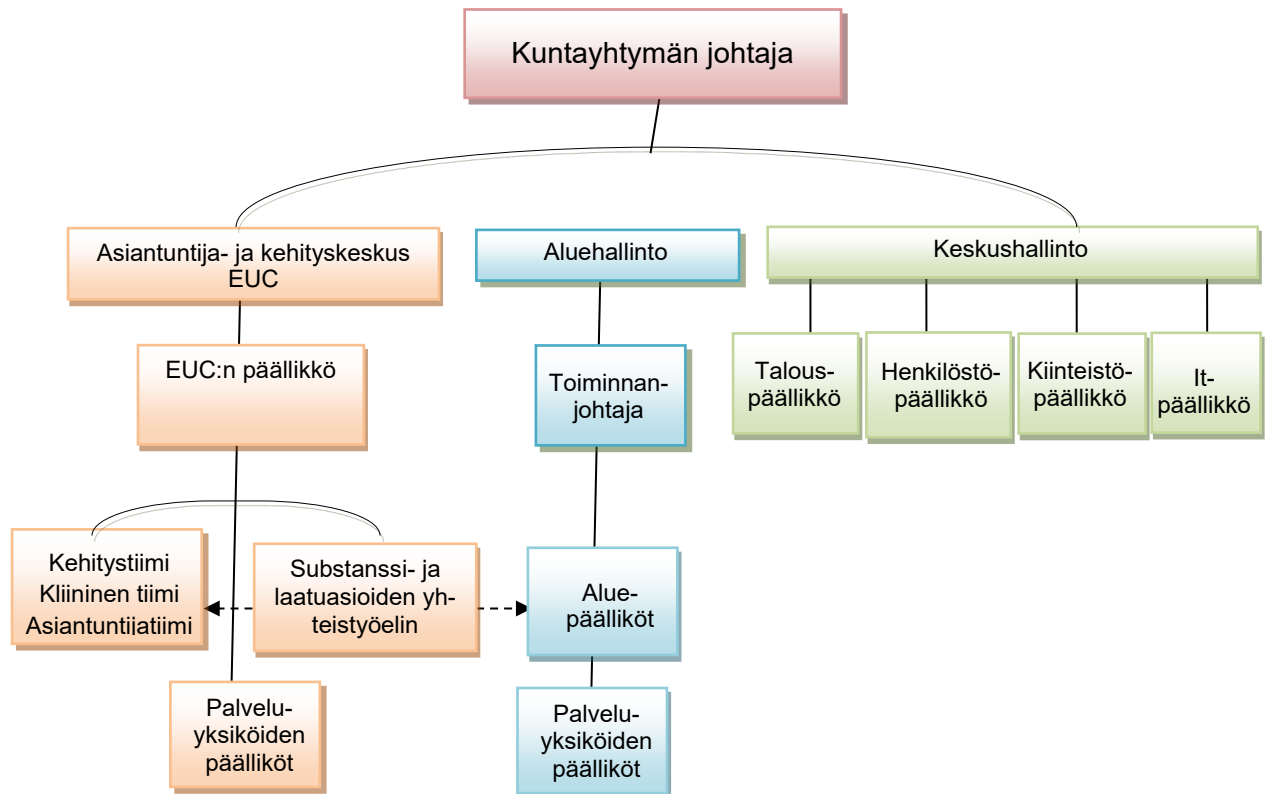 Kuntayhtymän johtaja
Asiantuntija- ja kehityskeskus
EUC
Aluehallinto
Keskushallinto
EUC:n päällikkö
Toiminnan-
johtaja
Talous-
päällikkö
Henkilöstö-
päällikkö
Kiinteistö-
päällikkö
It-
päällikkö
Kehitystiimi
Kliininen tiimi
Asiantuntijatiimi
Substanssi- ja
laatuasioiden yh-
teistyöelin
Alue-
päälliköt
Palvelu-
yksiköiden
päälliköt
Palvelu-
yksiköiden
päälliköt